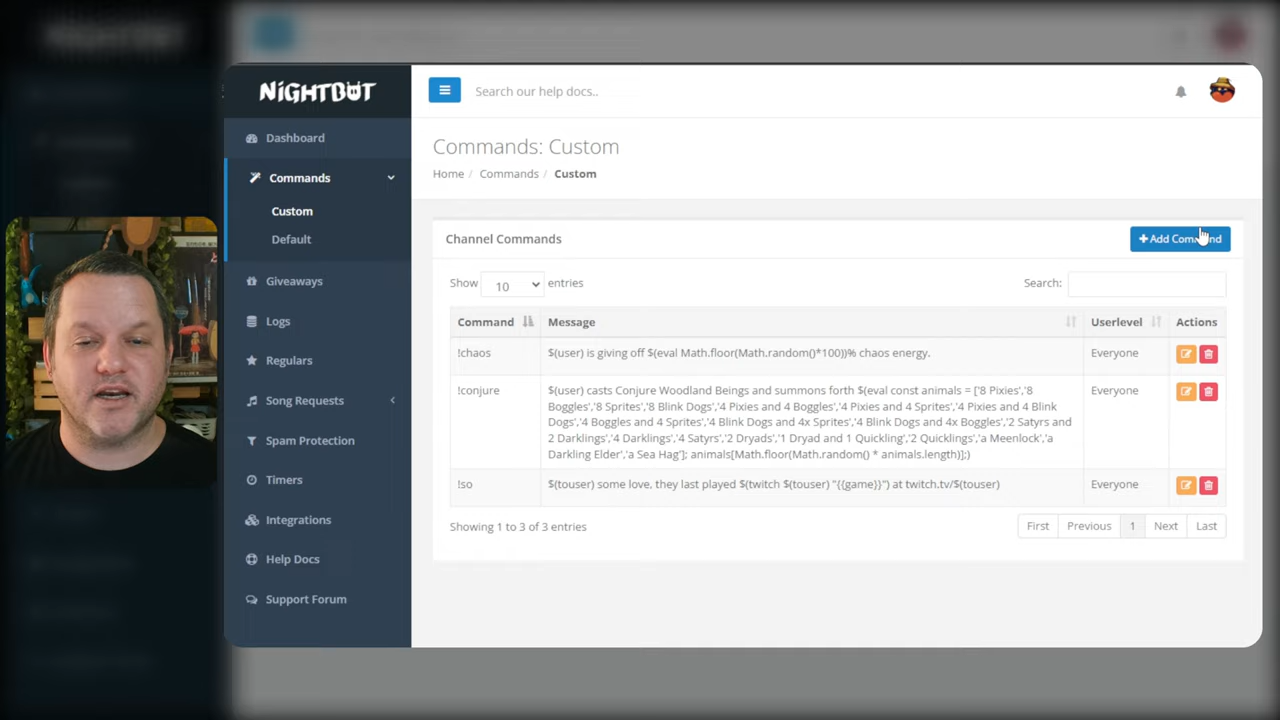 NiGHTBOT
Search our help docs..
Dashboard
Commands: Custom
Commands
Home / Commands / Custom
Custom
Default
Channel Commands
+ Add Command
Giveaways
Show 10 entries
Search:
Logs
Command Message Userlevel Actions
!chaos $(user) is giving off $(eval Math.floor(Math.random()*100))% chaos energy. Everyone
Regulars
!conjure $(user) casts Conjure Woodland Beings and summons forth $(eval const animals = ['8 Pixies','8 Everyone
Boggles','8 Sprites','8 Blink Dogs','4 Pixies and 4 Boggles','4 Pixies and 4 Sprites','4 Pixies and 4 Blink
Dogs','4 Boggles and 4 Sprites','4 Blink Dogs and 4x Sprites','4 Blink Dogs and 4x Boggles','2 Satyrs and
2 Darklings','4 Darklings','4 Satyrs','2 Dryads','1 Dryad and 1 Quickling','2 Quicklings','a Meenlock','a
Darkling Elder','a Sea Hag']; animals[Math.floor(Math.random() * animals.length)];)
Song Requests
Spam Protection
!so $(touser) some love, they last played $(twitch $(touser) "{{game}}") at twitch.tv/$(touser) Everyone
Timers
Showing 1 to 3 of 3 entries
First Previous 1 Next Last
Integrations
Help Docs
Support Forum